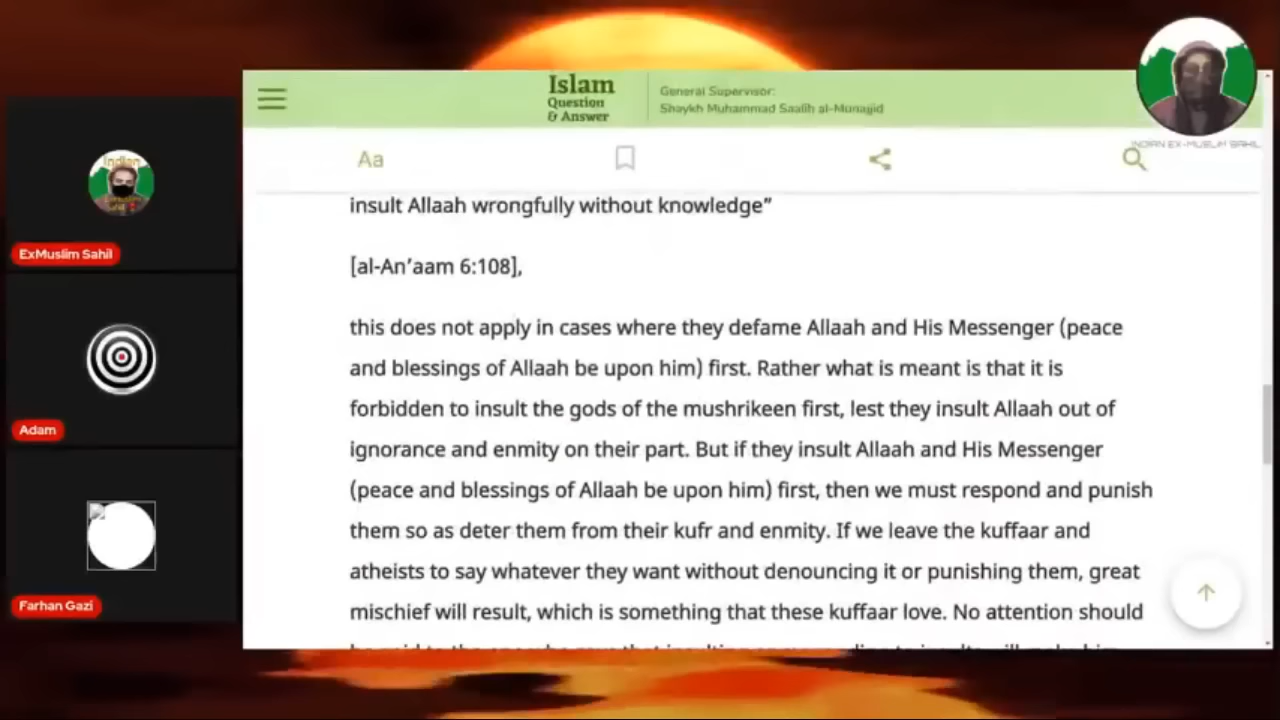 Islam
Question
& Answer
General Supervisor:
Shaykh Muhammad Saalih al-Munajjid
INDIAN EX-MUSLIM SAHIL
Aa
insult Allaah wrongfully without knowledge”
[al-An’aam 6:108],
this does not apply in cases where they defame Allaah and His Messenger (peace
and blessings of Allaah be upon him) first. Rather what is meant is that it is
forbidden to insult the gods of the mushrikeen first, lest they insult Allaah out of
ignorance and enmity on their part. But if they insult Allaah and His Messenger
(peace and blessings of Allaah be upon him) first, then we must respond and punish
them so as deter them from their kufr and enmity. If we leave the kuffaar and
atheists to say whatever they want without denouncing it or punishing them, great
mischief will result, which is something that these kuffaar love. No attention should
Indian
ExMuslim Sahil
Adam
Farhan Gazi